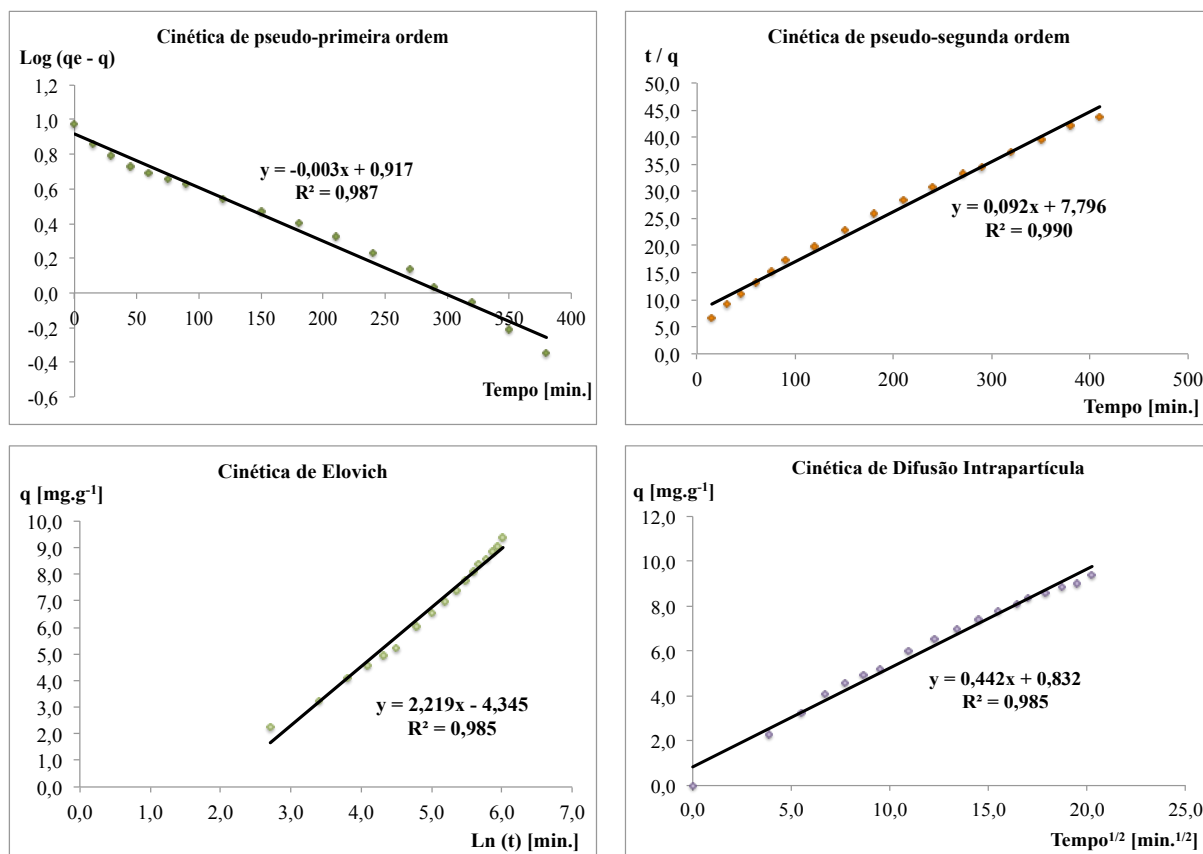 Cinética de pseudo-primeira ordem
Log (qe - q)
1,2
1,0
0,8
0,6
0,4
0,2
0,0
-0,2
-0,4
-0,6
0 50 100 150 200 250 300 350 400
y = -0,003x + 0,917
R² = 0,987
Tempo [min.]
Cinética de pseudo-segunda ordem
t / q
50,0
45,0
40,0
35,0
30,0
25,0
20,0
15,0
10,0
5,0
0,0
y = 0,092x + 7,796
R² = 0,990
0 100 200 300 400 500
Tempo [min.]
Cinética de Elovich
q [mg.g⁻¹]
10,0
9,0
8,0
7,0
6,0
5,0
4,0
3,0
2,0
1,0
0,0
y = 2,219x - 4,345
R² = 0,985
0,0 1,0 2,0 3,0 4,0 5,0 6,0 7,0
Ln (t) [min.]
Cinética de Difusão Intrapartícula
q [mg.g⁻¹]
12,0
10,0
8,0
6,0
4,0
2,0
0,0
y = 0,442x + 0,832
R² = 0,985
0,0 5,0 10,0 15,0 20,0 25,0
Tempo¹/² [min.¹/²]